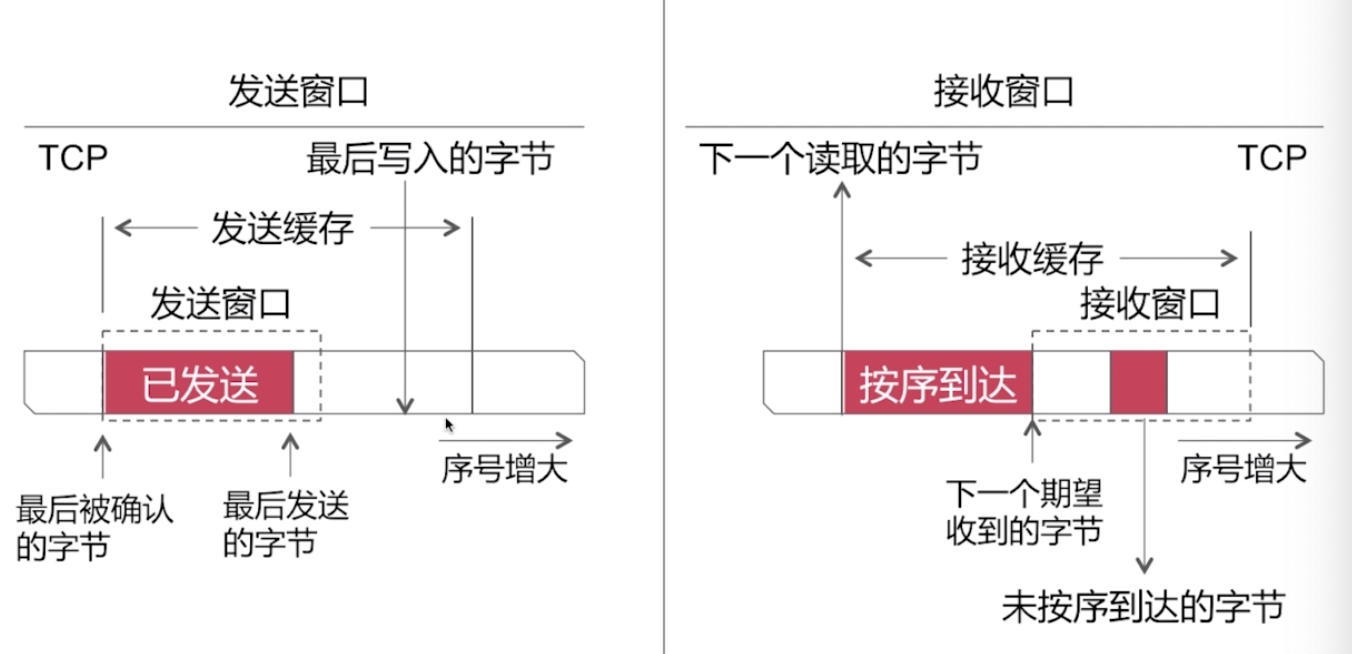 发送窗口
TCP
最后写入的字节
发送缓存
发送窗口
已发送
序号增大
最后被确认
的字节
最后发送
的字节
接收窗口
下一个读取的字节
TCP
接收缓存
接收窗口
按序到达
序号增大
下一个期望
收到的字节
未按序到达的字节